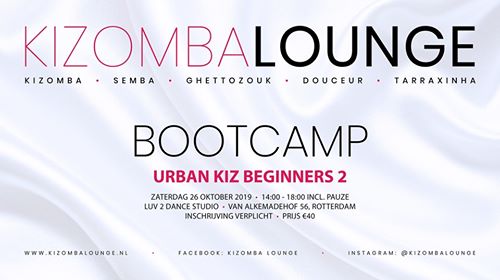 KIZOMBALOUNGE
KIZOMBA • SEMBA • GHETTOZOUK • DOUCEUR • TARRAXINHA
BOOTCAMP
URBAN KIZ BEGINNERS 2
ZATERDAG 26 OKTOBER 2019 • 14:00 - 18:00 INCL. PAUZE
LUV 2 DANCE STUDIO • VAN ALKEMADEHOF 56, ROTTERDAM
INSCHRIJVING VERPLICHT • PRIJS €40
WWW.KIZOMBALOUNGE.NL • FACEBOOK: KIZOMBA LOUNGE • INSTAGRAM: @KIZOMBALOUNGE